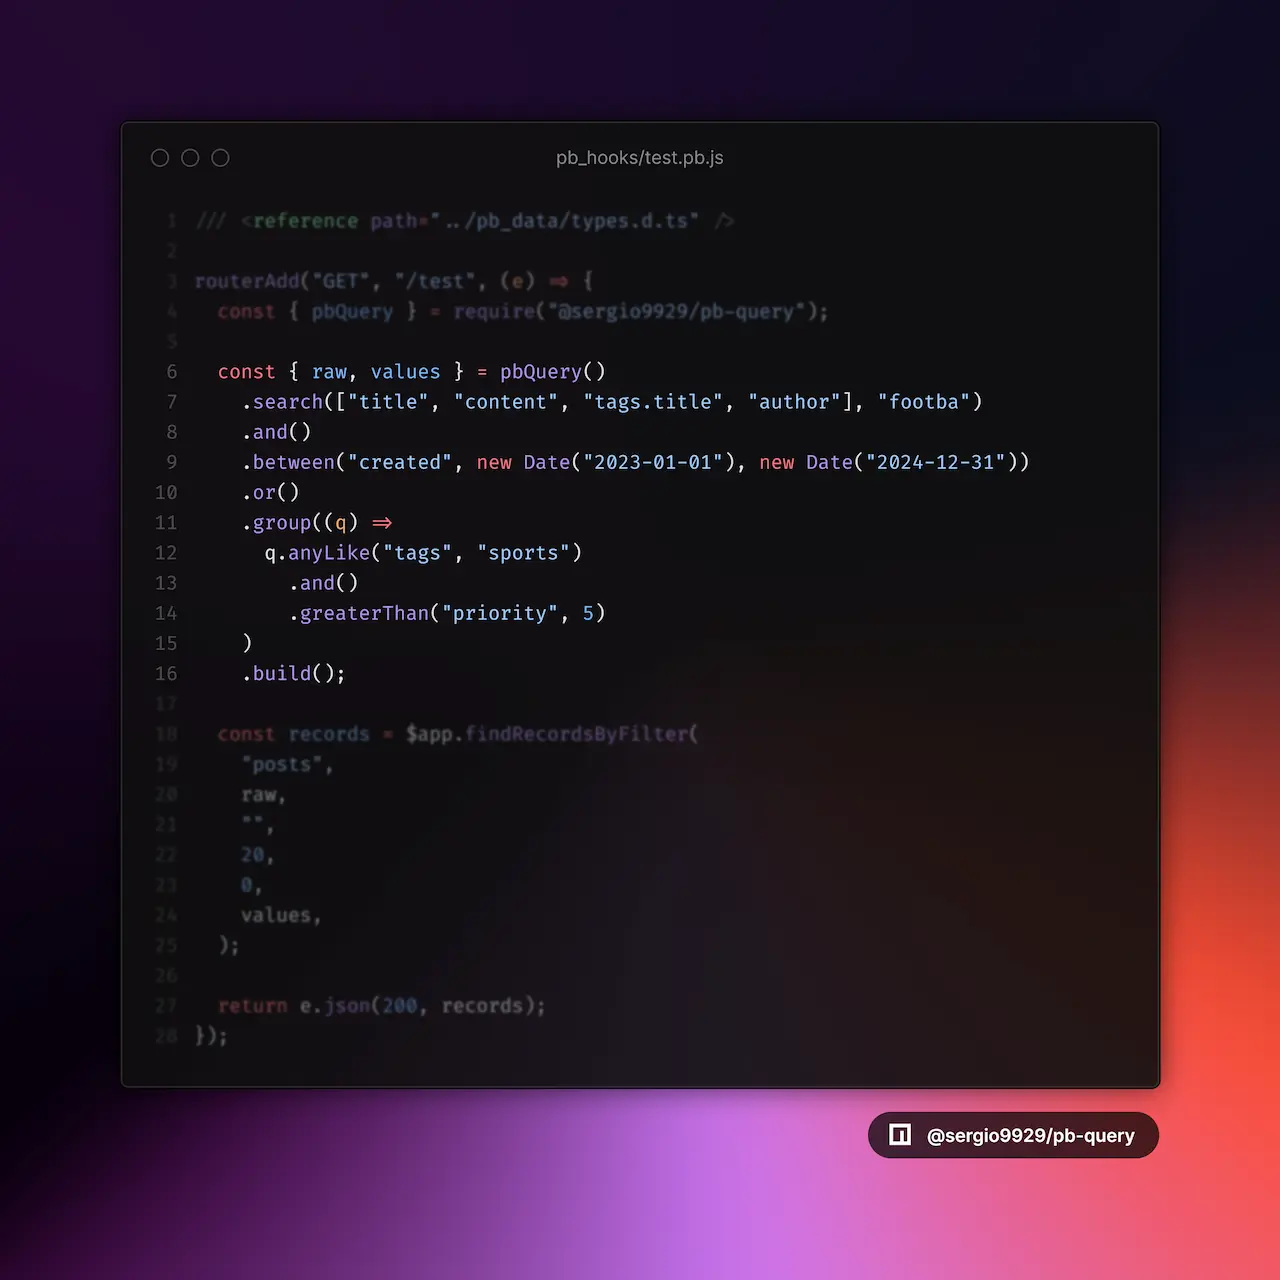 pb_hooks/test.pb.js
1 /// <reference path="../pb_data/types.d.ts" />
2
3 routerAdd("GET", "/test", (e) => {
4   const { pbQuery } = require("@sergio9929/pb-query");
5
6   const { raw, values } = pbQuery()
7     .search(["title", "content", "tags.title", "author"], "footba")
8     .and()
9     .between("created", new Date("2023-01-01"), new Date("2024-12-31"))
10     .or()
11     .group((q) =>
12       q.anyLike("tags", "sports")
13         .and()
14         .greaterThan("priority", 5)
15     )
16     .build();
17
18   const records = $app.findRecordsByFilter(
19     "posts",
20     raw,
21     "",
22     20,
23     0,
24     values,
25   );
26
27   return e.json(200, records);
28 });
@sergio9929/pb-query